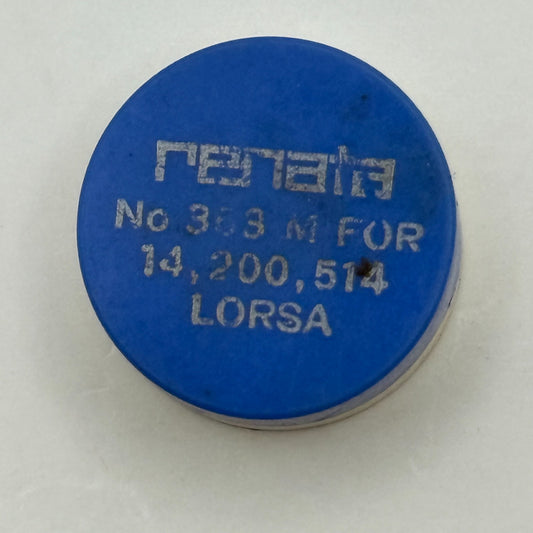 renata
No 353 M FOR
14,200,514
LORSA